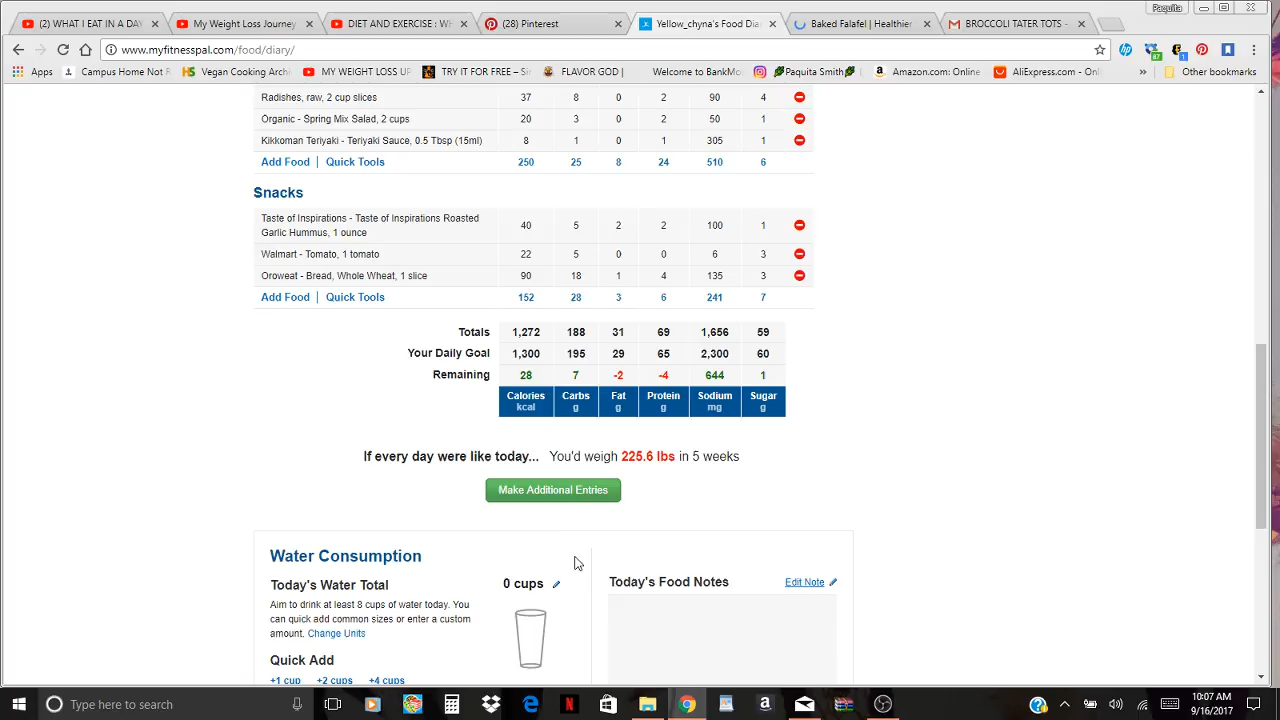 Paquita
(2) WHAT I EAT IN A DAY
My Weight Loss Journey
DIET AND EXERCISE : WH
(28) Pinterest
Yellow_chyna's Food Dia
Baked Falafel | Healthie
BROCCOLI TATER TOTS -
www.myfitnesspal.com/food/diary/
87
1
Apps
Campus Home Not R
Vegan Cooking Arch
MY WEIGHT LOSS UP
TRY IT FOR FREE – Si
FLAVOR GOD |
Welcome to BankMo
Paquita Smith
Amazon.com: Online
AliExpress.com - Onl
»
Other bookmarks
Radishes, raw, 2 cup slices 37 8 0 2 90 4
Organic - Spring Mix Salad, 2 cups 20 3 0 2 50 1
Kikkoman Teriyaki - Teriyaki Sauce, 0.5 Tbsp (15ml) 8 1 0 1 305 1
Add Food | Quick Tools 250 25 8 24 510 6
Snacks
Taste of Inspirations - Taste of Inspirations Roasted
Garlic Hummus, 1 ounce 40 5 2 2 100 1
Walmart - Tomato, 1 tomato 22 5 0 0 6 3
Oroweat - Bread, Whole Wheat, 1 slice 90 18 1 4 135 3
Add Food | Quick Tools 152 28 3 6 241 7
Totals 1,272 188 31 69 1,656 59
Your Daily Goal 1,300 195 29 65 2,300 60
Remaining 28 7 -2 -4 644 1
Calories Carbs Fat Protein Sodium Sugar
kcal g g g mg g
If every day were like today... You'd weigh 225.6 lbs in 5 weeks
Make Additional Entries
Water Consumption
Today's Water Total
0 cups
Aim to drink at least 8 cups of water today. You
can quick add common sizes or enter a custom
amount. Change Units
Quick Add
+1 cup +2 cups +4 cups
Today's Food Notes
Edit Note
Type here to search
10:07 AM
9/16/2017